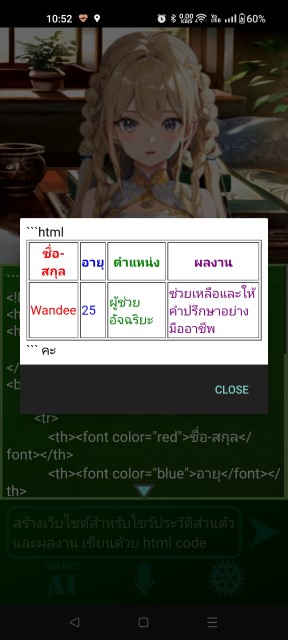 10:52
0.00
KB/S
60%
```html
ชื่อ-
สกุล
อายุ
ตำแหน่ง
ผลงาน
Wandee
25
ผู้ช่วย
อัจฉริยะ
ช่วยเหลือและให้
คำปรึกษาอย่าง
มืออาชีพ
``` คะ
CLOSE
<tr>
<th><font color="red">ชื่อ-สกุล</
font></th>
<th><font color="blue">อายุ</font></
th>
สร้างเว็บไซต์สำหรับโชว์ประวัติส่วนตัว
และผลงาน เขียนด้วย html code
AI